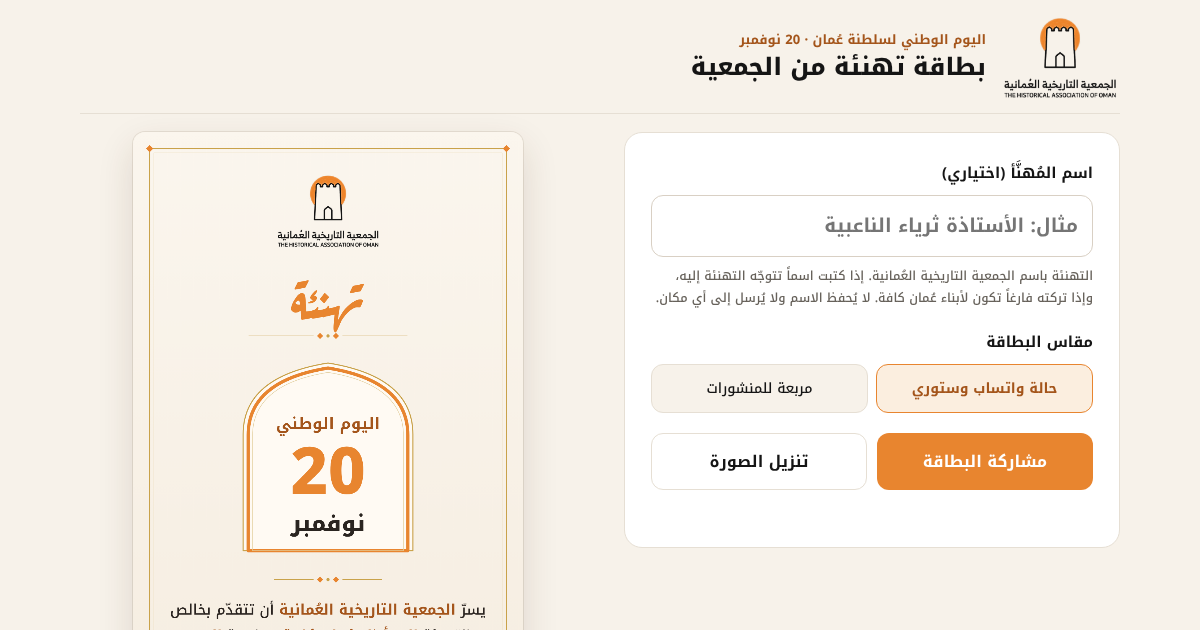 اليوم الوطني لسلطنة عُمان · 20 نوفمبر
بطاقة تهنئة من الجمعية
الجمعية التاريخية العُمانية
THE HISTORICAL ASSOCIATION OF OMAN
اسم المُهنَّأ (اختياري)
مثال: الأستاذة ثرياء الناعبية
التهنئة باسم الجمعية التاريخية العُمانية. إذا كتبت اسماً تتوجّه التهنئة إليه،
وإذا تركته فارغاً تكون لأبناء عُمان كافة. لا يُحفظ الاسم ولا يُرسل إلى أي مكان.
مقاس البطاقة
حالة واتساب وستوري
مربعة للمنشورات
مشاركة البطاقة
تنزيل الصورة
الجمعية التاريخية العُمانية
THE HISTORICAL ASSOCIATION OF OMAN
تهنئة
اليوم الوطني
20
نوفمبر
يسرّ الجمعية التاريخية العُمانية أن تتقدّم بخالص